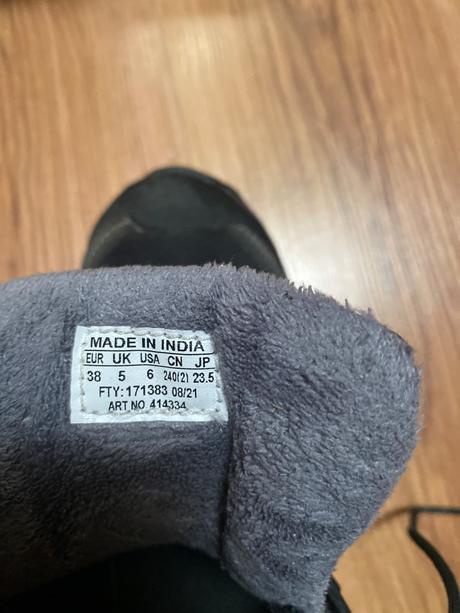 MADE IN INDIA
EUR UK USA CN JP
38 5 6 240(2) 23.5
FTY: 171383 08/21
ART NO. 414334